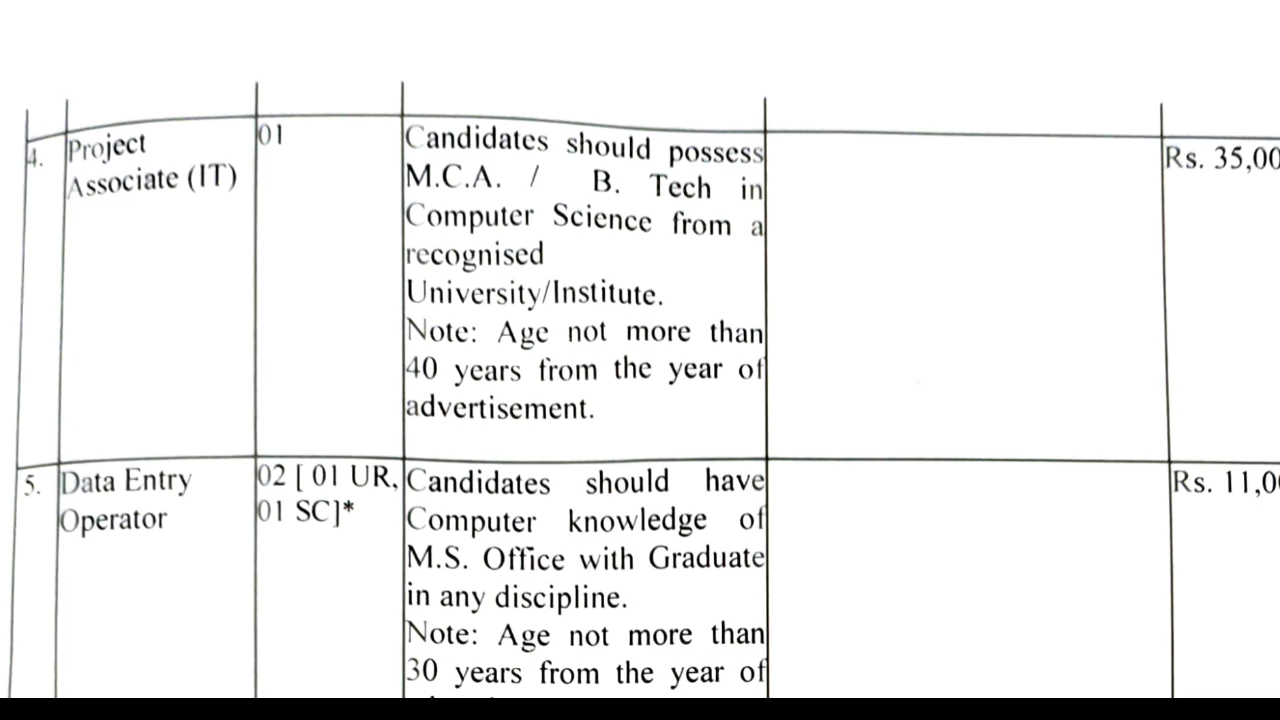 4.
Project
Associate (IT)
01
Candidates should possess
M.C.A. / B. Tech in
Computer Science from a
recognised
University/Institute.
Note: Age not more than
40 years from the year of
advertisement.
Rs. 35,00
5.
Data Entry
Operator
02 [ 01 UR,
01 SC]*
Candidates should have
Computer knowledge of
M.S. Office with Graduate
in any discipline.
Note: Age not more than
30 years from the year of
Rs. 11,0